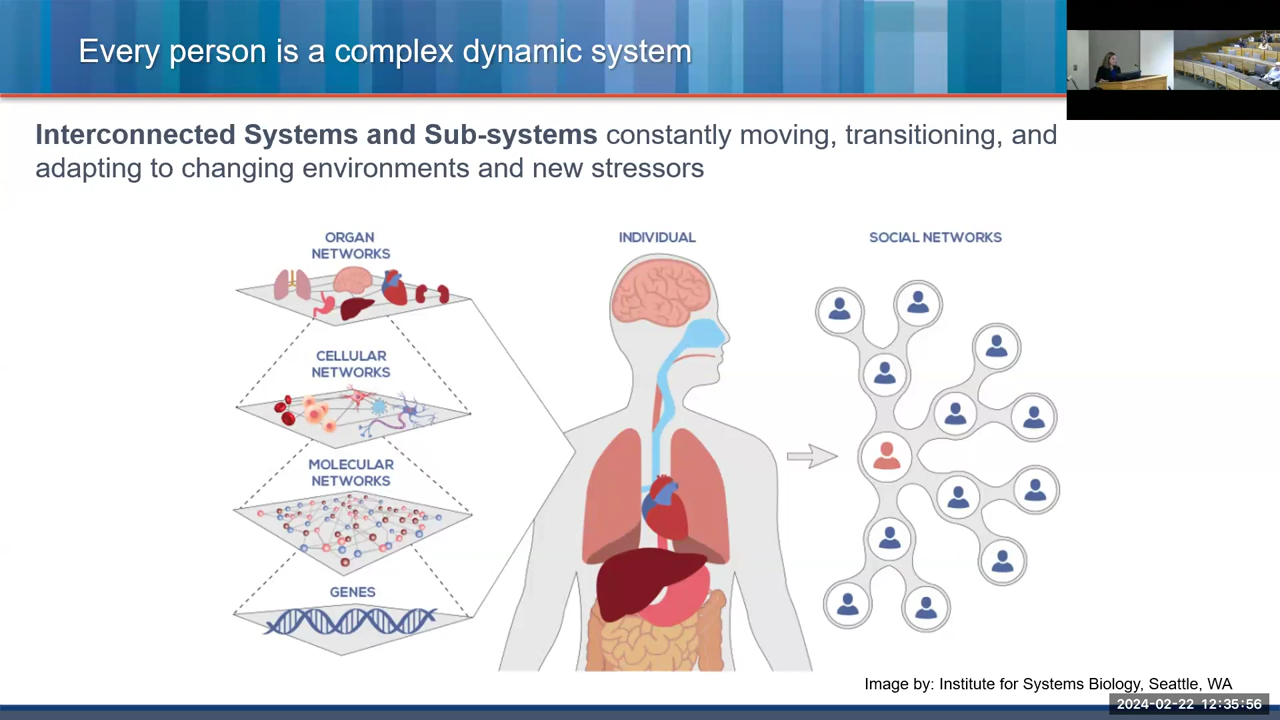 Every person is a complex dynamic system
Interconnected Systems and Sub-systems constantly moving, transitioning, and
adapting to changing environments and new stressors
ORGAN
NETWORKS
CELLULAR
NETWORKS
MOLECULAR
NETWORKS
GENES
INDIVIDUAL
SOCIAL NETWORKS
Image by: Institute for Systems Biology, Seattle, WA
2024-02-22 12:35:56